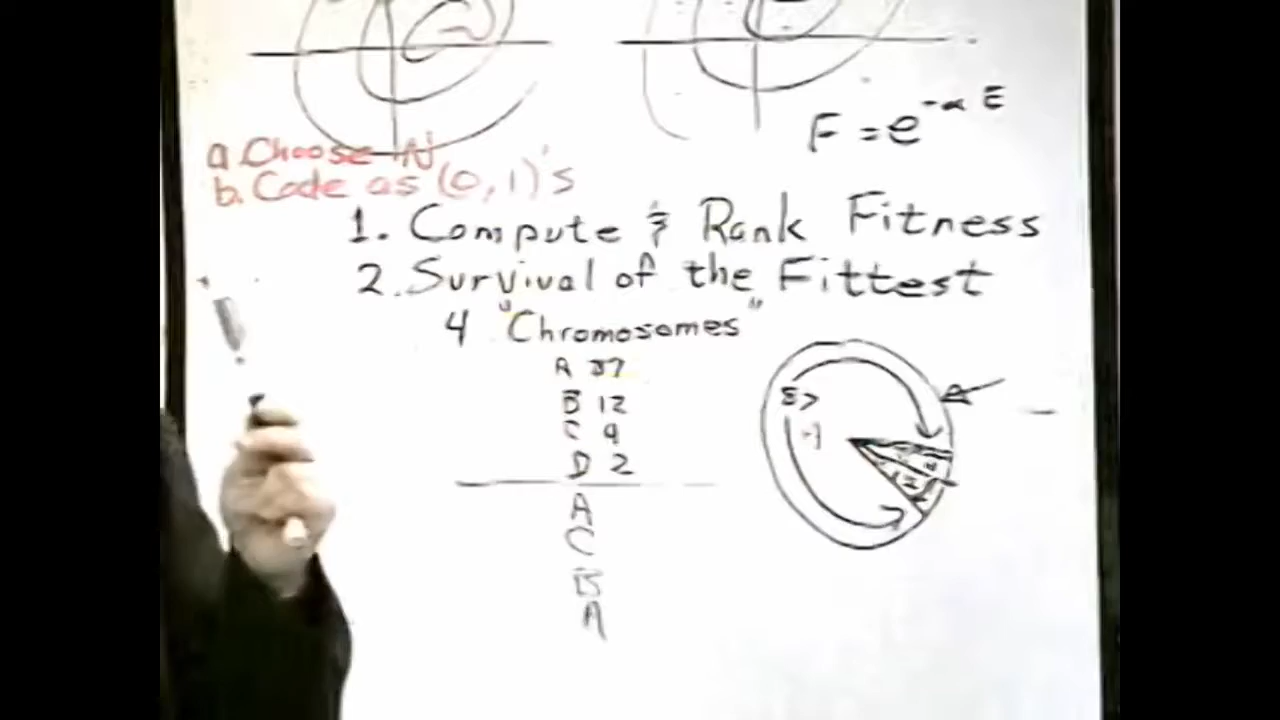 F = e^-α E
a. Choose N
b. Code as (0, 1)'s
1. Compute & Rank Fitness
2. Survival of the Fittest
4 "Chromosomes"
A 37
B 12
C 9
D 2
A
C
B
A
12